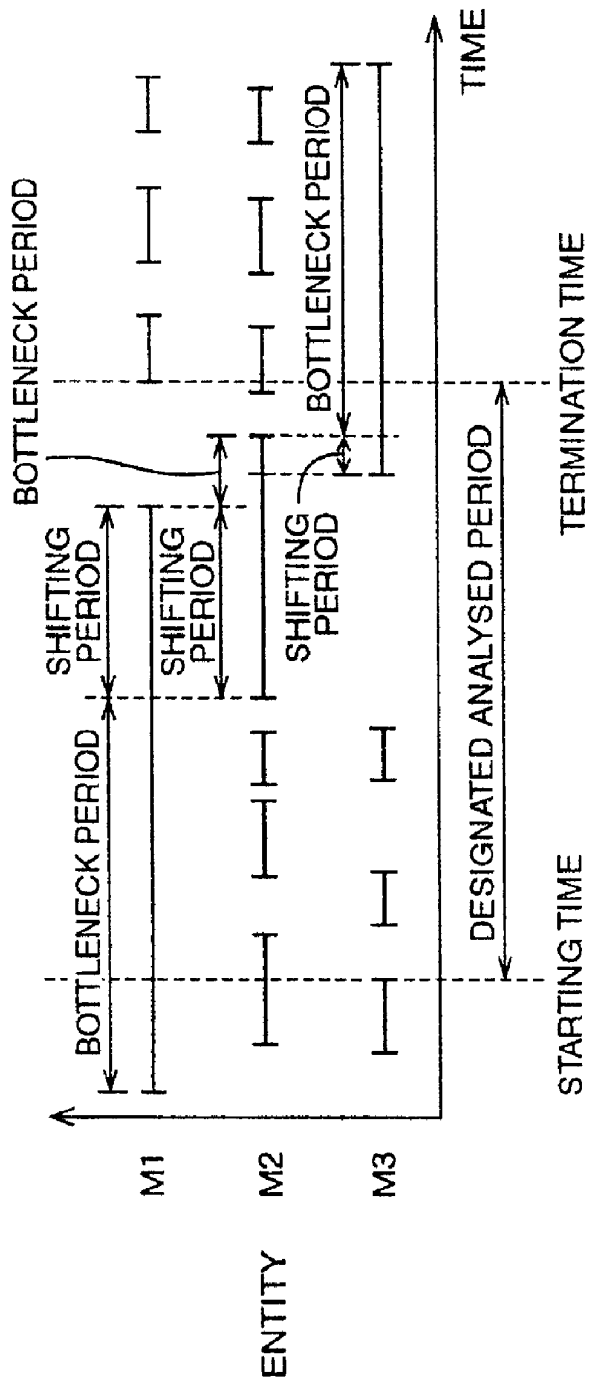 BOTTLENECK PERIOD
BOTTLENECK PERIOD
SHIFTING
PERIOD
M1
SHIFTING
PERIOD
M2
ENTITY
SHIFTING
PERIOD
BOTTLENECK PERIOD
M3
TIME
DESIGNATED ANALYSED PERIOD
STARTING TIME
TERMINATION TIME